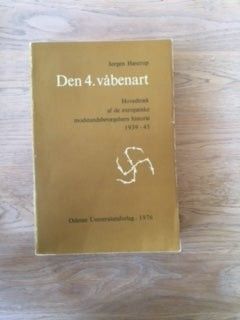 Jørgen Hæstrup
Den 4. våbenart
Hovedtræk
af de europæiske
modstandsbevægelsers historie
1939-45
Odense Universitetsforlag · 1976